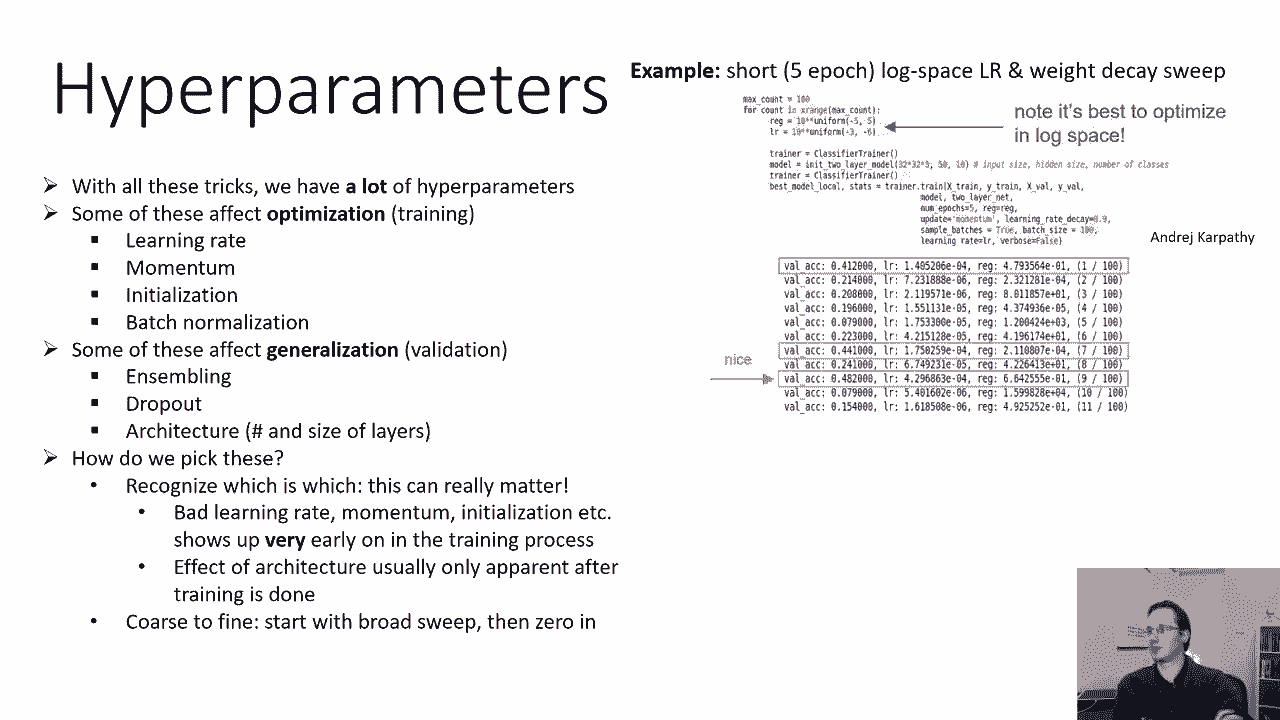 Hyperparameters
➢ With all these tricks, we have a lot of hyperparameters
➢ Some of these affect optimization (training)
▪ Learning rate
▪ Momentum
▪ Initialization
▪ Batch normalization
➢ Some of these affect generalization (validation)
▪ Ensembling
▪ Dropout
▪ Architecture (# and size of layers)
➢ How do we pick these?
• Recognize which is which: this can really matter!
• Bad learning rate, momentum, initialization etc.
shows up very early on in the training process
• Effect of architecture usually only apparent after
training is done
• Coarse to fine: start with broad sweep, then zero in
Example: short (5 epoch) log-space LR & weight decay sweep
max_count = 100
for count in xrange(max_count):
reg = 10**uniform(-5, 5)
lr = 10**uniform(-3, -6)
note it's best to optimize
in log space!
trainer = ClassifierTrainer()
model = init_two_layer_model(32*32*3, 50, 10) # input size, hidden size, number of classes
trainer = ClassifierTrainer()
best_model_local, stats = trainer.train(X_train, y_train, X_val, y_val,
model, two_layer_net,
num_epochs=5, reg=reg,
update='momentum', learning_rate_decay=0.9,
sample_batches = True, batch_size = 100,
learning_rate=lr, verbose=False)
Andrej Karpathy
val_acc: 0.412000, lr: 1.405206e-04, reg: 4.793564e-01, (1 / 100)
val_acc: 0.214000, lr: 7.231888e-06, reg: 2.321281e-04, (2 / 100)
val_acc: 0.208000, lr: 2.119571e-06, reg: 8.011857e+01, (3 / 100)
val_acc: 0.196000, lr: 1.551131e-05, reg: 4.374936e-05, (4 / 100)
val_acc: 0.079000, lr: 1.753300e-05, reg: 1.200424e+03, (5 / 100)
val_acc: 0.223000, lr: 4.215128e-05, reg: 4.196174e+01, (6 / 100)
val_acc: 0.441000, lr: 1.750259e-04, reg: 2.110807e-04, (7 / 100)
val_acc: 0.241000, lr: 6.749231e-05, reg: 4.226413e+01, (8 / 100)
nice
val_acc: 0.482000, lr: 4.296863e-04, reg: 6.642555e-01, (9 / 100)
val_acc: 0.079000, lr: 5.401602e-06, reg: 1.599828e+04, (10 / 100)
val_acc: 0.154000, lr: 1.618508e-06, reg: 4.925252e-01, (11 / 100)